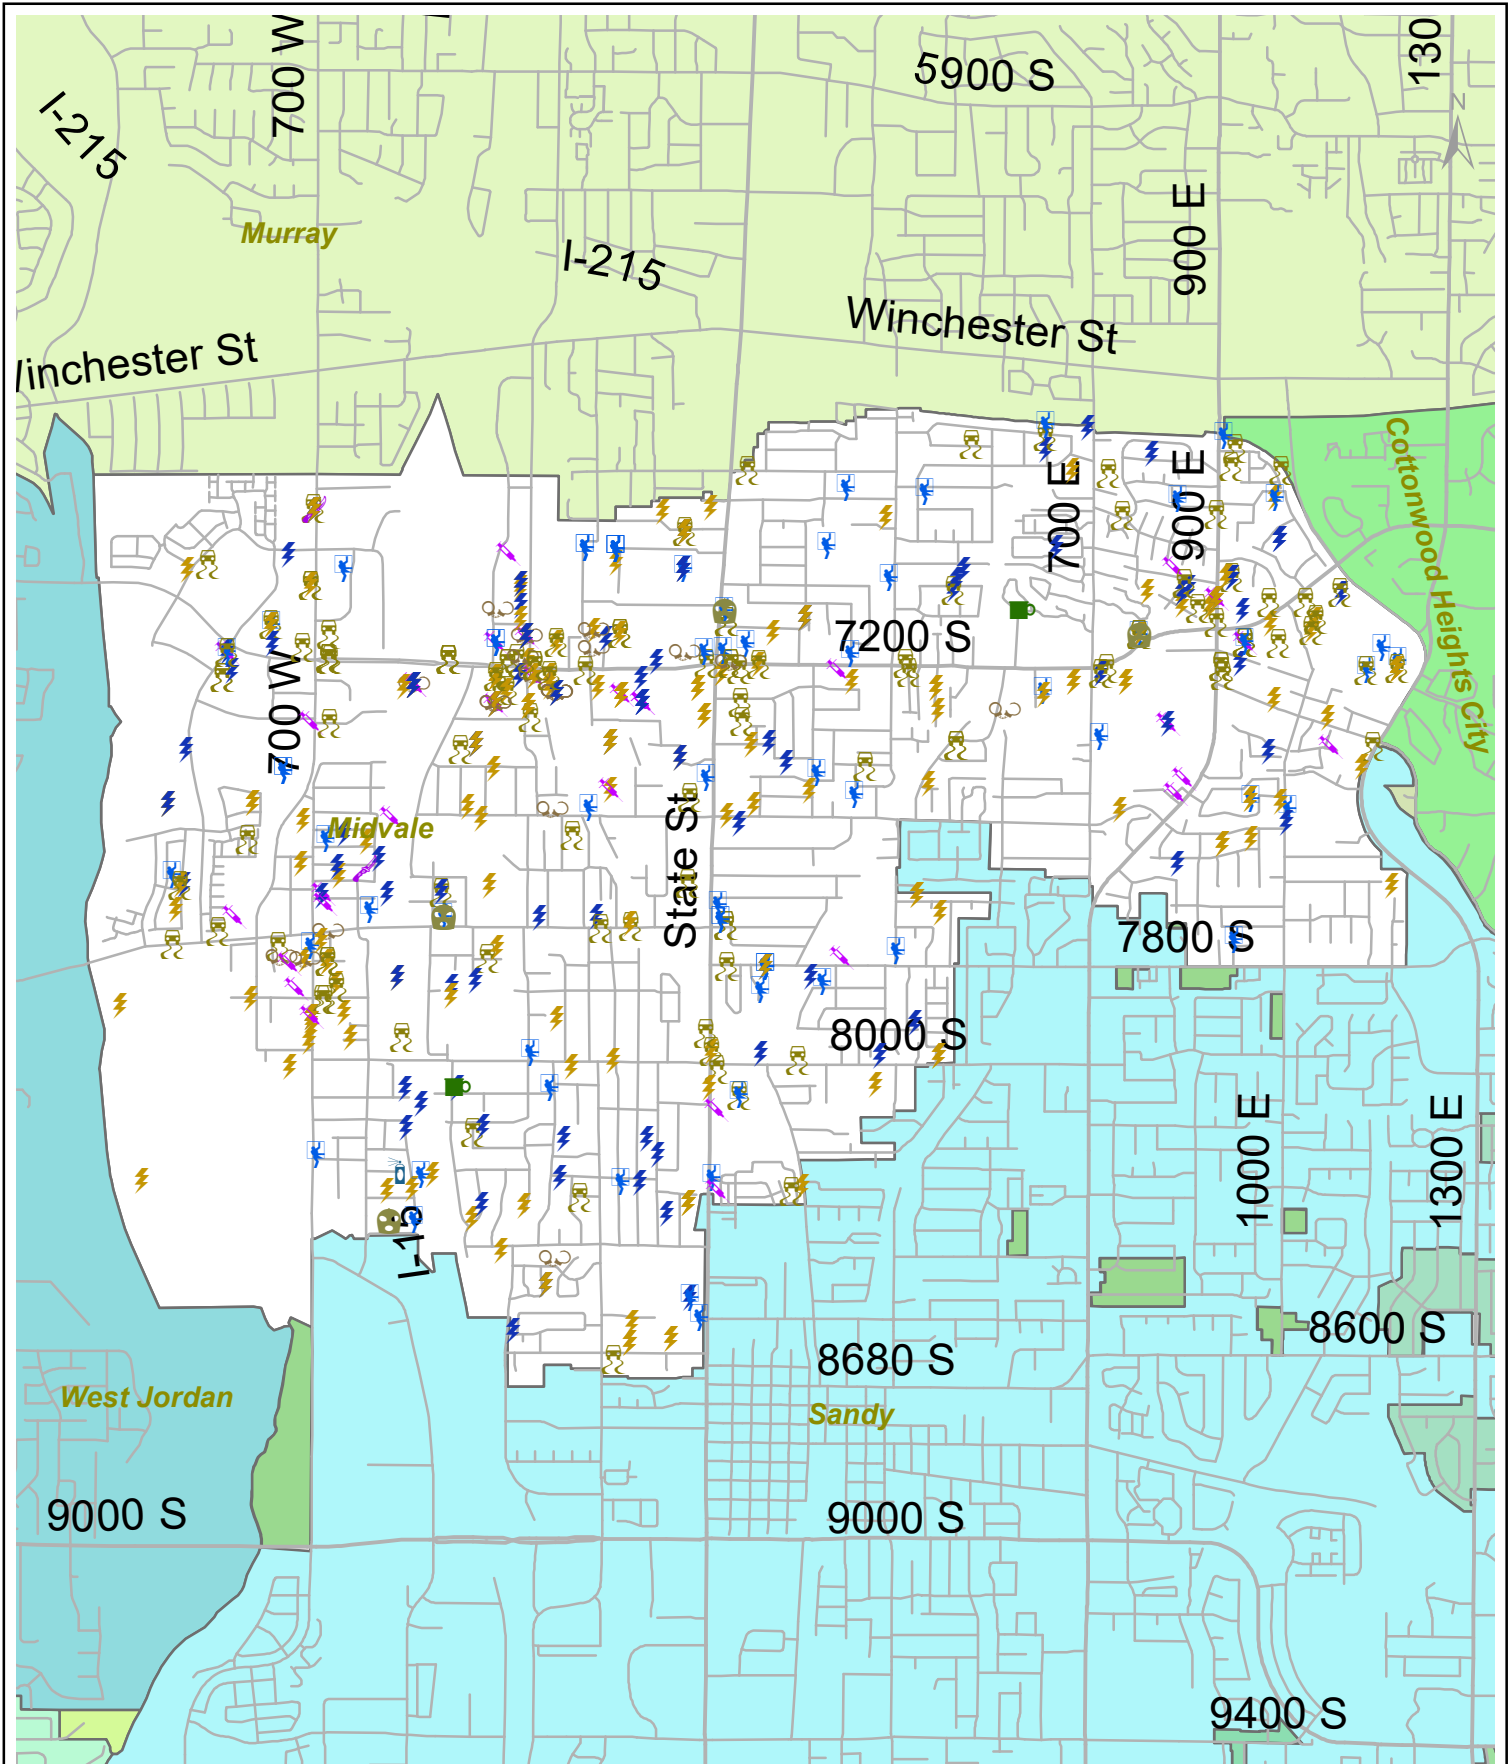 700 W
5900 S
130
I-215
N
Murray
900 E
I-215
Winchester St
/inchester St
Cottonwood Heights City
700 E
900 E
7200 S
700 W
Midvale
State St
7800 S
8000 S
1000 E
1300 E
I-15
8600 S
8680 S
West Jordan
Sandy
9000 S
9000 S
9400 S